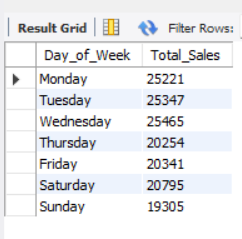 Result Grid Filter Rows:
Day_of_Week Total_Sales
Monday 25221
Tuesday 25347
Wednesday 25465
Thursday 20254
Friday 20341
Saturday 20795
Sunday 19305